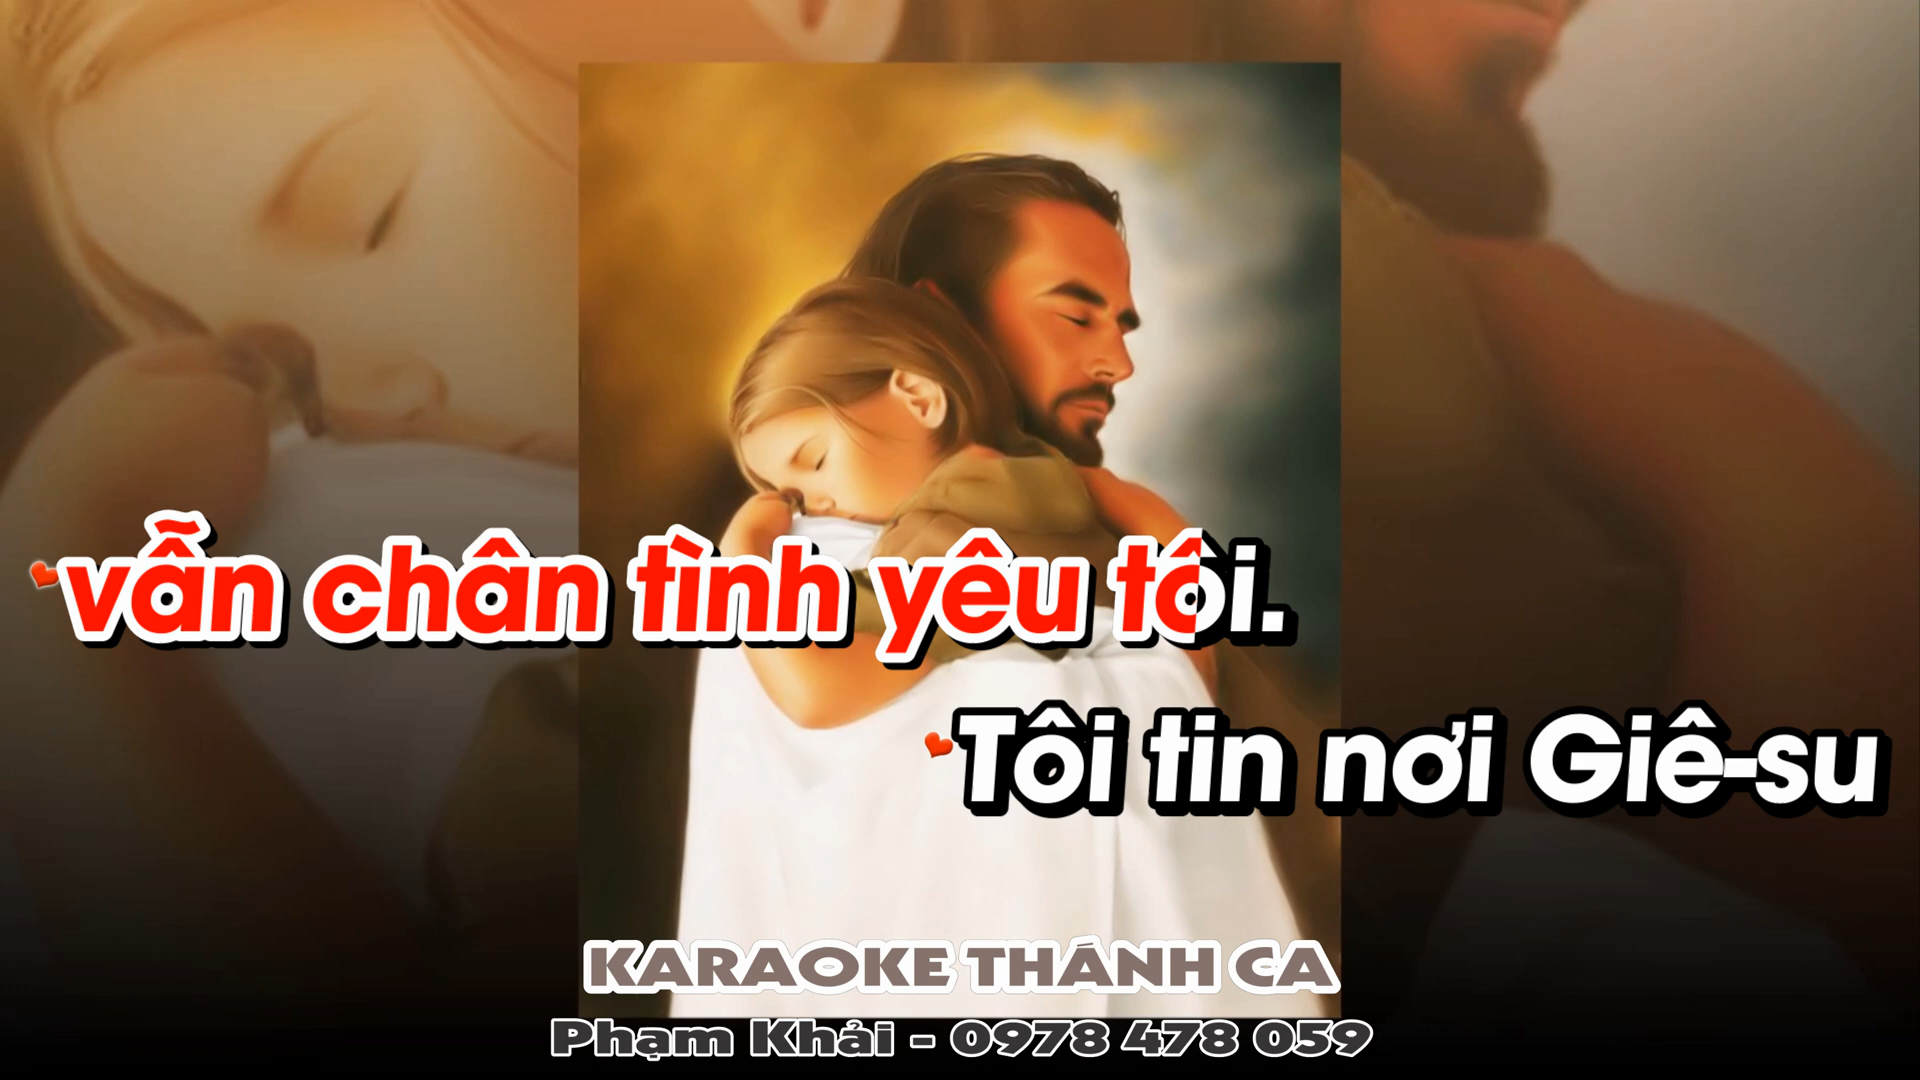 vẫn chân tình yêu tôi.
Tôi tin nơi Giê-su
KARAOKE THÁNH CA
Phạm Khải - 0978 478 059